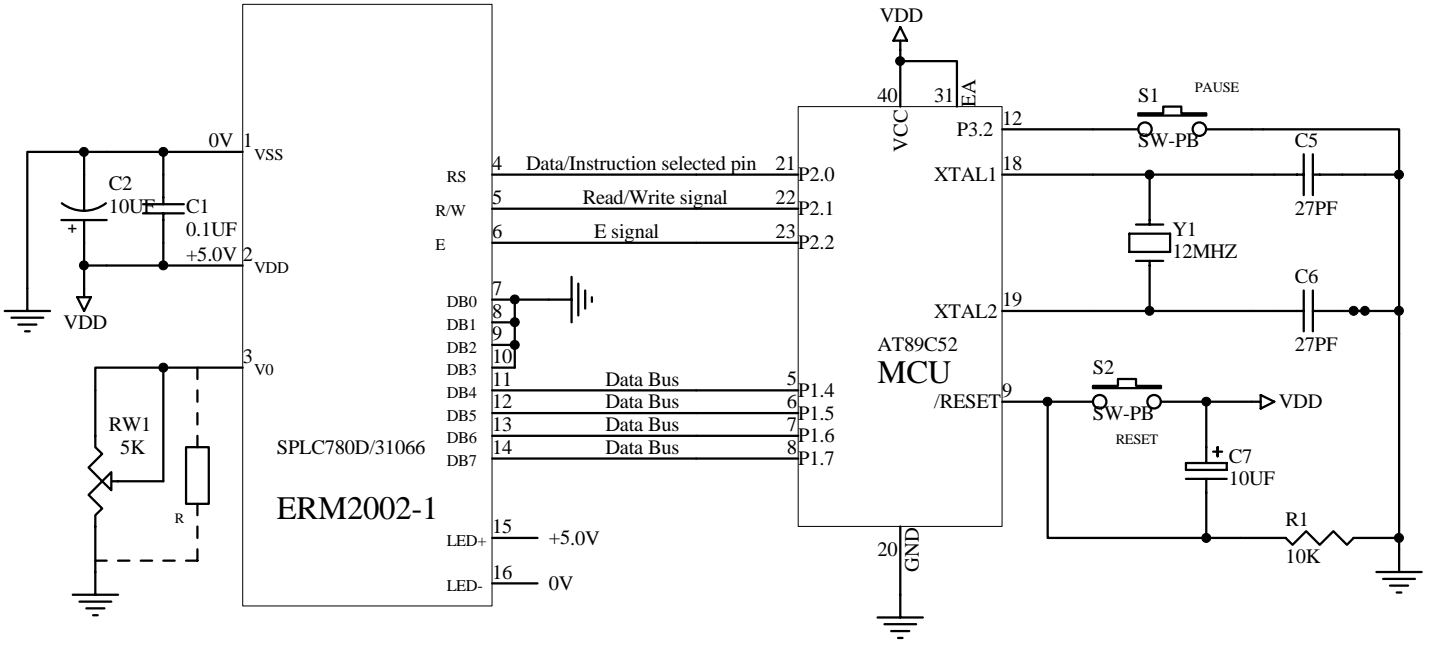 VDD
40
31
EA
VCC
S1
PAUSE
P3.2
12
SW-PB
C5
0V
1
VSS
4
Data/Instruction selected pin
21
RS
P2.0
XTAL1
18
27PF
C2
10UF
C1
0.1UF
5
Read/Write signal
22
R/W
P2.1
6
E signal
23
E
P2.2
Y1
12MHZ
+5.0V
2
VDD
VDD
7
DB0
8
DB1
9
DB2
10
DB3
XTAL2
19
C6
27PF
AT89C52
MCU
3
V0
11
Data Bus
5
DB4
P1.4
12
Data Bus
6
DB5
P1.5
13
Data Bus
7
DB6
P1.6
14
Data Bus
8
DB7
P1.7
/RESET
9
S2
SW-PB
RESET
VDD
RW1
5K
R
SPLC780D/31066
ERM2002-1
+
C7
10UF
LED+
15
+5.0V
LED-
16
0V
20
GND
R1
10K
+